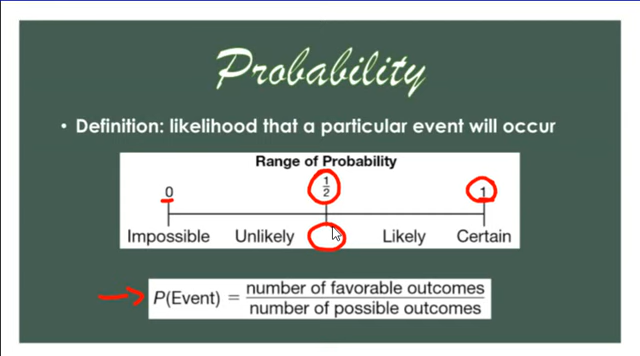 Probability
• Definition: likelihood that a particular event will occur
Range of Probability
0 1/2 1
Impossible Unlikely Likely Certain
P(Event) = number of favorable outcomes
number of possible outcomes